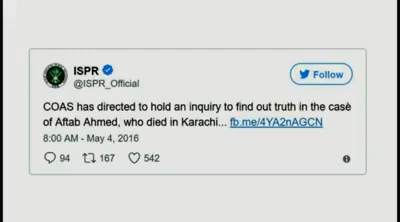 ISPR
@ISPR_Official
Follow
COAS has directed to hold an inquiry to find out truth in the case
of Aftab Ahmed, who died in Karachi... fb.me/4YA2nAGCN
8:00 AM - May 4, 2016
94 167 542